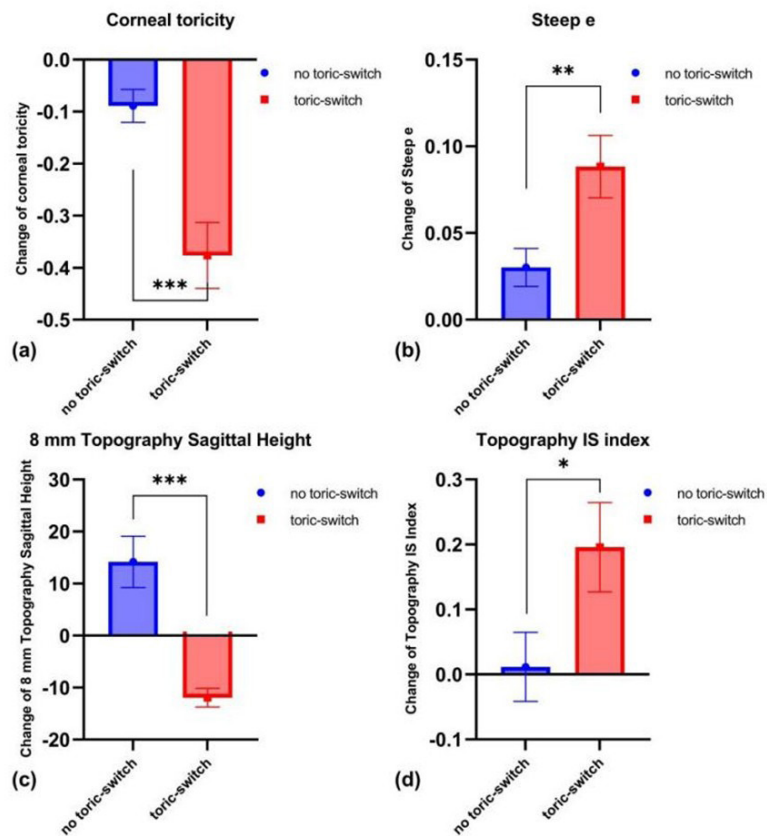 Corneal toricity
Change of corneal toricity
0.0
-0.1
-0.2
-0.3
-0.4
-0.5
***
no toric-switch
toric-switch
no toric-switch
toric-switch
(a)
Steep e
Change of Steep e
0.15
0.10
0.05
0.00
**
no toric-switch
toric-switch
no toric-switch
toric-switch
(b)
8 mm Topography Sagittal Height
Change of 8 mm Topography Sagittal Height
30
20
10
0
-10
-20
***
no toric-switch
toric-switch
no toric-switch
toric-switch
(c)
Topography IS index
Change of Topography IS Index
0.3
0.2
0.1
0.0
-0.1
*
no toric-switch
toric-switch
no toric-switch
toric-switch
(d)